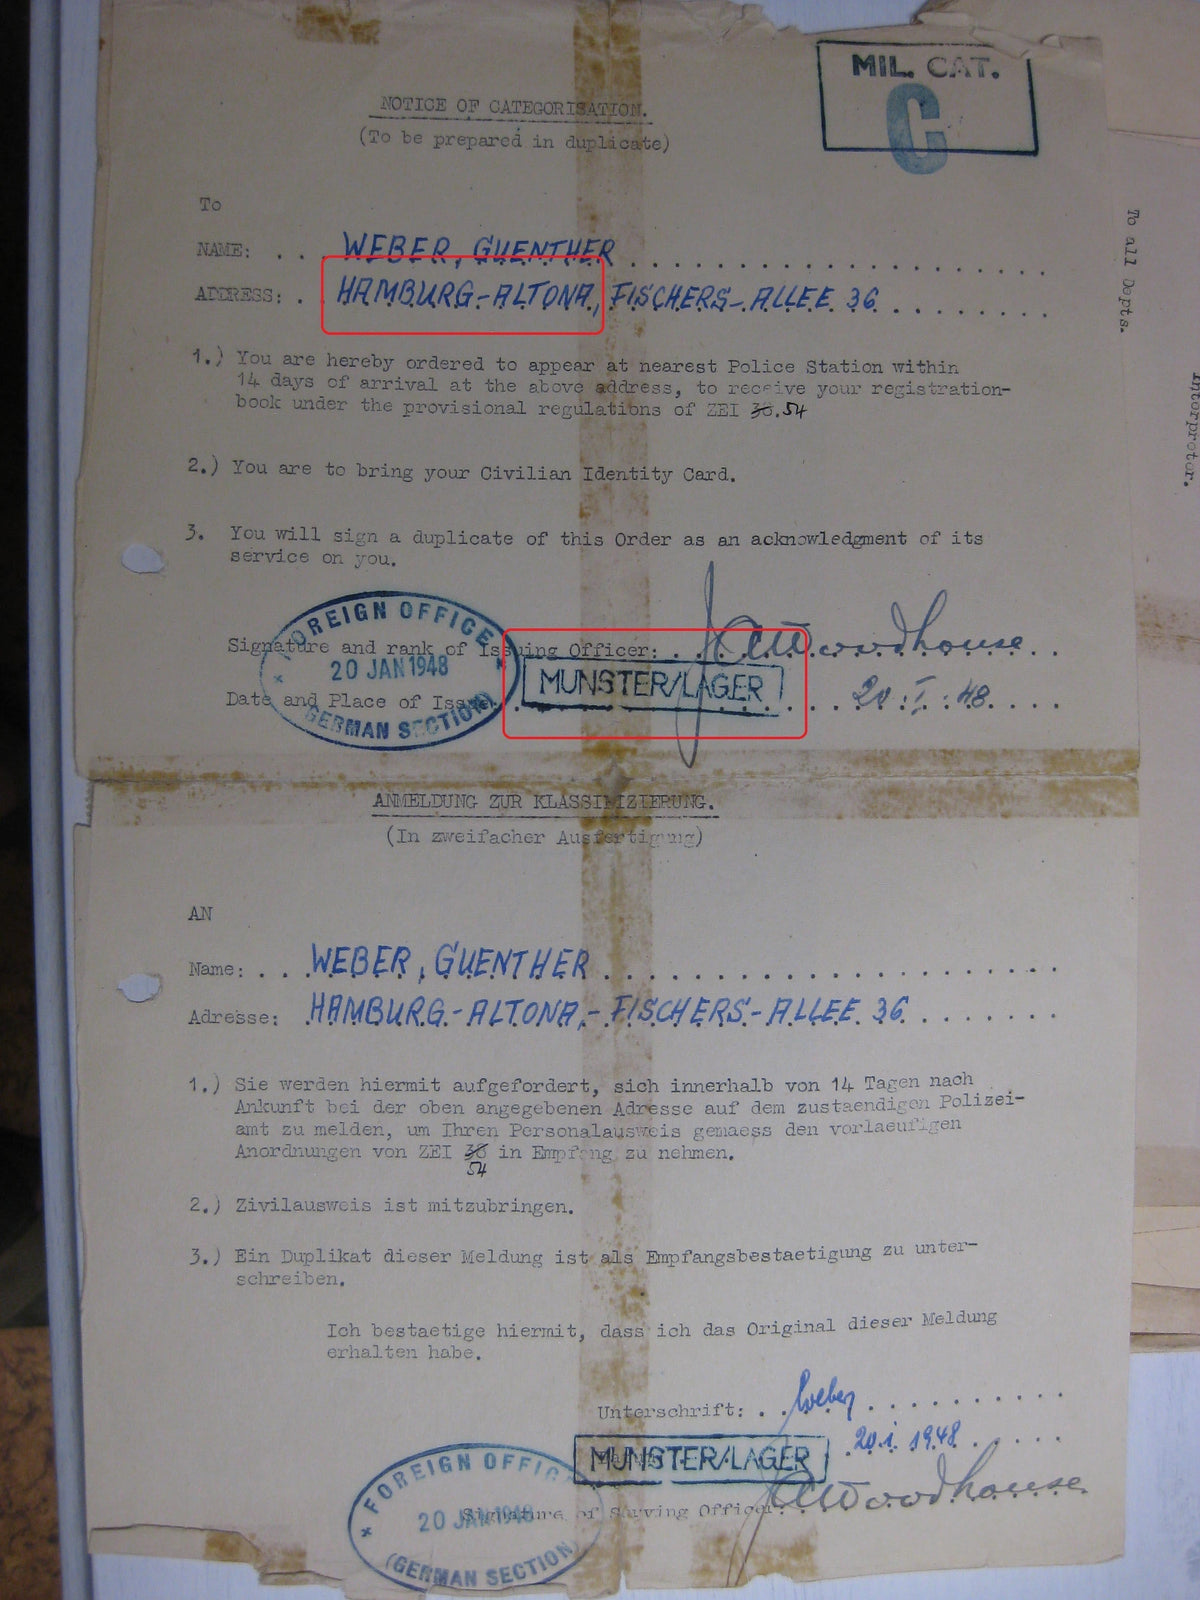 MIL. CAT.
C
NOTICE OF CATEGORISATION.
(To be prepared in duplicate)
To
NAME: . . . WEBER, GUENTHER
ADDRESS: . . HAMBURG-ALTONA, FISCHERS-ALLEE 36
1.) You are hereby ordered to appear at nearest Police Station within
14 days of arrival at the above address, to receive your registration-
book under the provisional regulations of ZEI 38.54
2.) You are to bring your Civilian Identity Card.
3. You will sign a duplicate of this Order as an acknowledgment of its
service on you.
Signature and rank of Issuing Officer: Woodhouse
FOREIGN OFFICE
20 JAN 1948
(GERMAN SECTION)
Date and Place of Issue MUNSTER/LAGER 20.I.48
ANMELDUNG ZUR KLASSIFIZIERUNG.
(In zweifacher Ausfertigung)
AN
Name: . . . WEBER, GUENTHER
Adresse: . HAMBURG-ALTONA,- FISCHERS-ALLEE 36
1.) Sie werden hiermit aufgefordert, sich innerhalb von 14 Tagen nach
Ankunft bei der oben angegebenen Adresse auf dem zustaendigen Polizei-
amt zu melden, um Ihren Personalausweis gemaess den vorlaeufigen
Anordnungen von ZEI 38 in Empfang zu nehmen.
54
2.) Zivilausweis ist mitzubringen.
3.) Ein Duplikat dieser Meldung ist als Empfangsbestaetigung zu unter-
schreiben.
Ich bestaetige hiermit, dass ich das Original dieser Meldung
erhalten habe.
Unterschrift: . . Weber
MUNSTER/LAGER 20.1.1948
FOREIGN OFFICE
20 JAN 1948
(GERMAN SECTION)
Signature of Serving Officer: Woodhouse
To all Depts.
Interpreter.